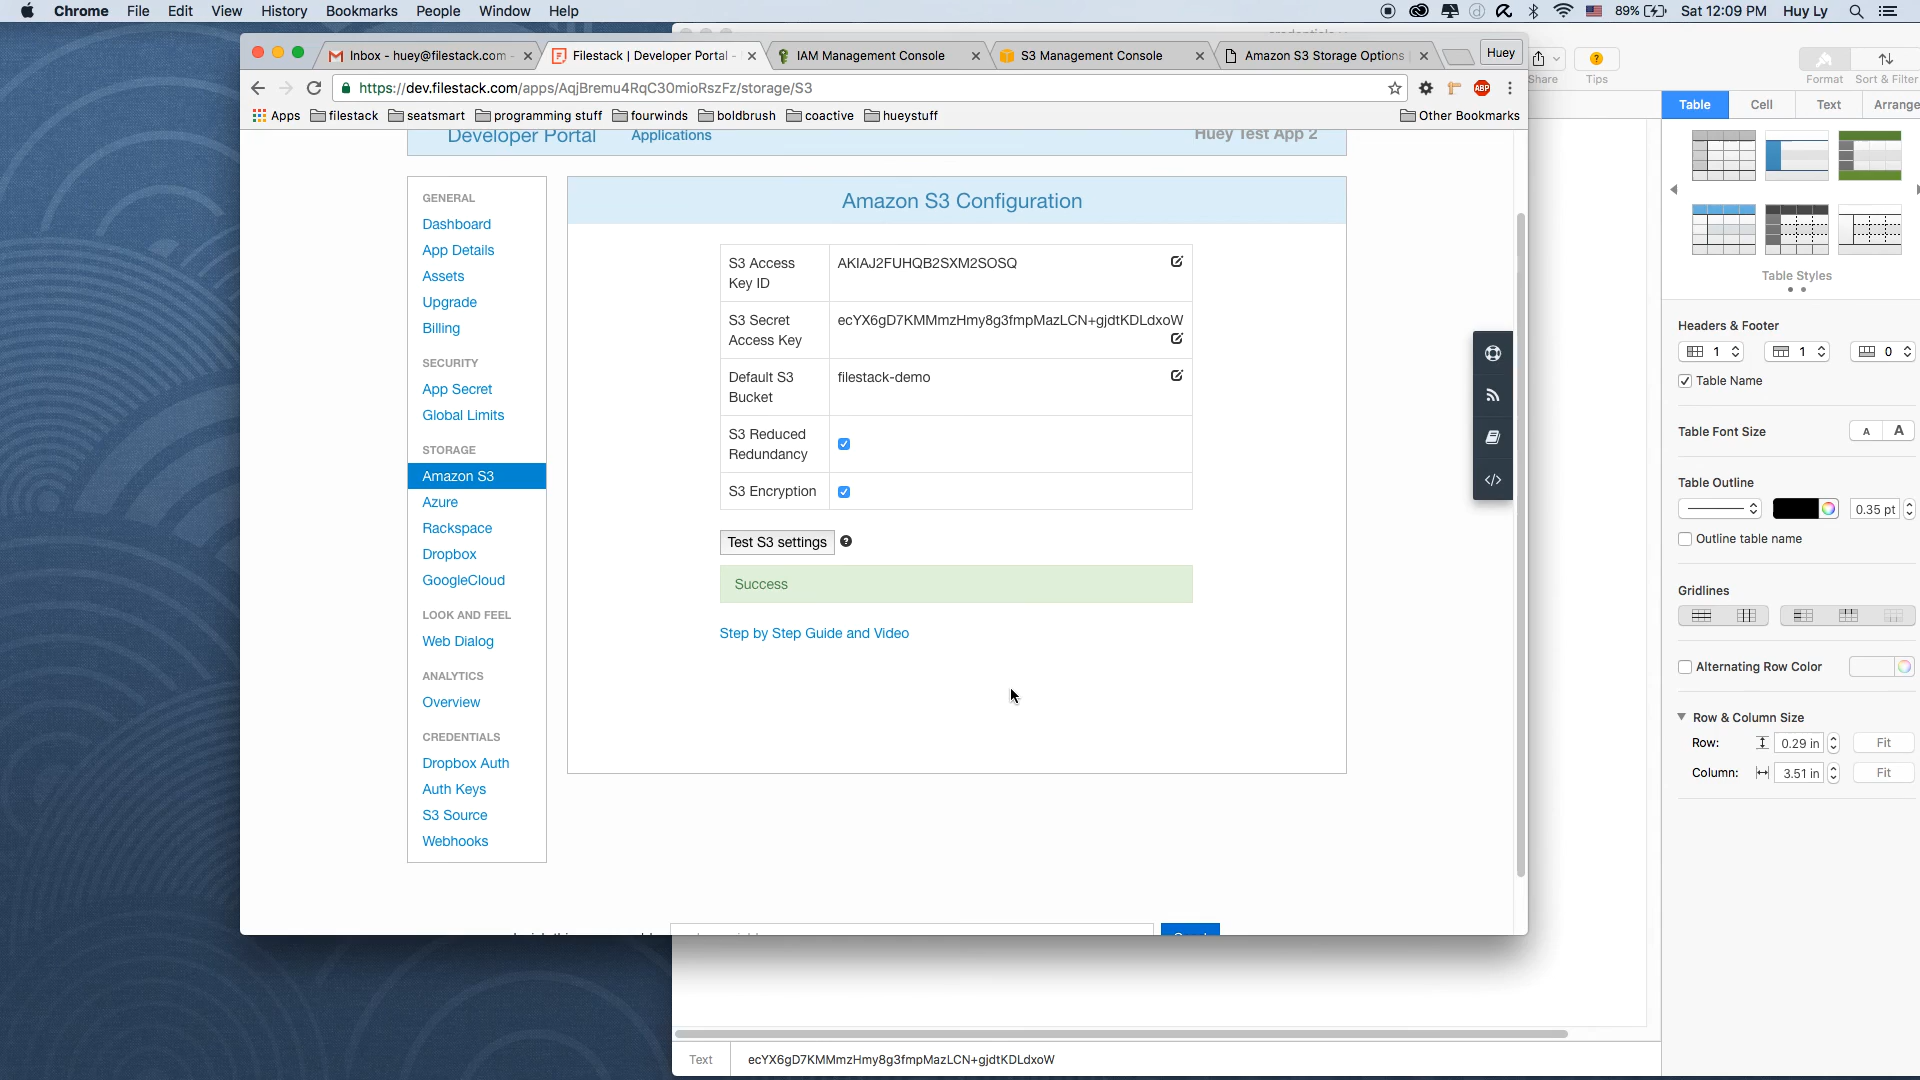 Chrome File Edit View History Bookmarks People Window Help 89% Sat 12:09 PM Huy Ly
Inbox - huey@filestack.com - Filestack | Developer Portal - IAM Management Console S3 Management Console Amazon S3 Storage Options Huey
https://dev.filestack.com/apps/AqjBremu4RqC30mioRszFz/storage/S3 ABP
Apps filestack seatsmart programming stuff fourwinds boldbrush coactive hueystuff Other Bookmarks
Developer Portal Applications Huey Test App 2
GENERAL
Dashboard
App Details
Assets
Upgrade
Billing
SECURITY
App Secret
Global Limits
STORAGE
Amazon S3
Azure
Rackspace
Dropbox
GoogleCloud
LOOK AND FEEL
Web Dialog
ANALYTICS
Overview
CREDENTIALS
Dropbox Auth
Auth Keys
S3 Source
Webhooks
Amazon S3 Configuration
S3 Access
Key ID
AKIAJ2FUHQB2SXM2SOSQ
S3 Secret
Access Key
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
Default S3
Bucket
filestack-demo
S3 Reduced
Redundancy
S3 Encryption
Test S3 settings ?
Success
Step by Step Guide and Video
Share Tips Format Sort & Filter
Table Cell Text Arrange
Table Styles
Headers & Footer
1 1 0
Table Name
Table Font Size A A
Table Outline
0.35 pt
Outline table name
Gridlines
Alternating Row Color
Row & Column Size
Row: 0.29 in Fit
Column: 3.51 in Fit
Text ecYX6gD7KMMmzHmy8g3fmpMazLCN+gjdtKDLdxoW